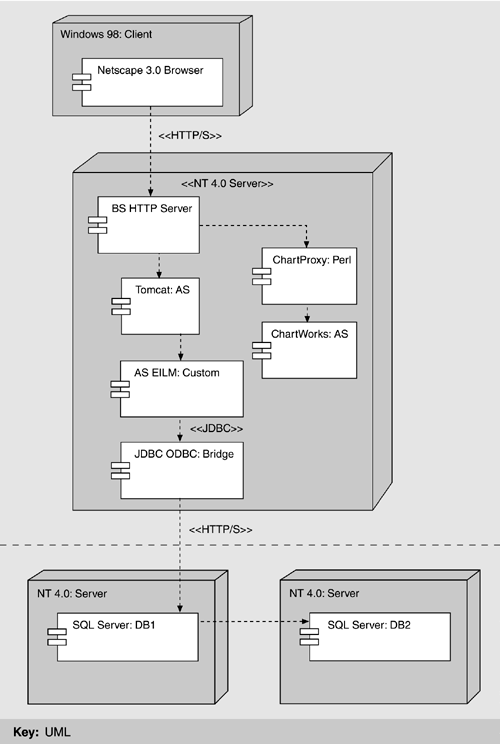 Windows 98: Client
Netscape 3.0 Browser
<<HTTP/S>>
<<NT 4.0 Server>>
BS HTTP Server
ChartProxy: Perl
Tomcat: AS
ChartWorks: AS
AS EILM: Custom
<<JDBC>>
JDBC ODBC: Bridge
<<HTTP/S>>
NT 4.0: Server
SQL Server: DB1
NT 4.0: Server
SQL Server: DB2
Key: UML